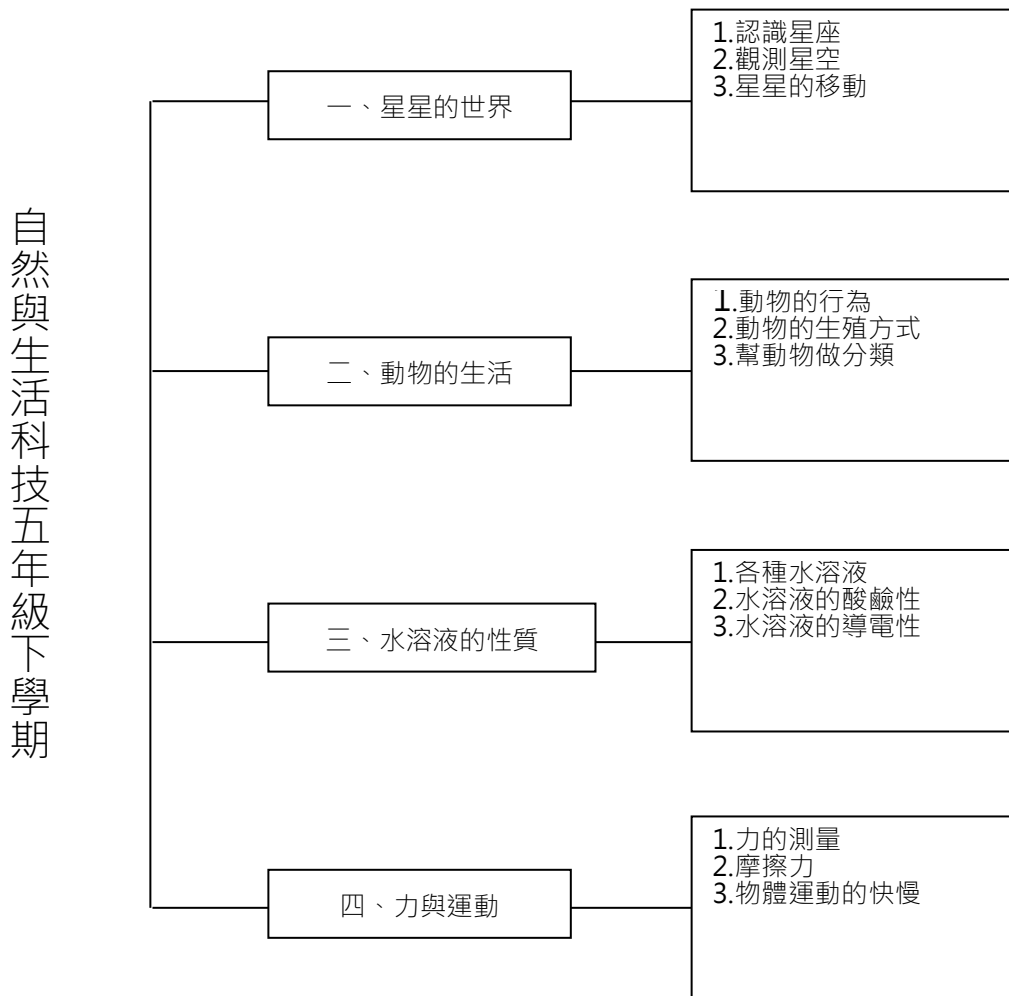 自然與生活科技五年級下學期
一、星星的世界
1.認識星座
2.觀測星空
3.星星的移動
二、動物的生活
1.動物的行為
2.動物的生殖方式
3.幫動物做分類
三、水溶液的性質
1.各種水溶液
2.水溶液的酸鹼性
3.水溶液的導電性
四、力與運動
1.力的測量
2.摩擦力
3.物體運動的快慢